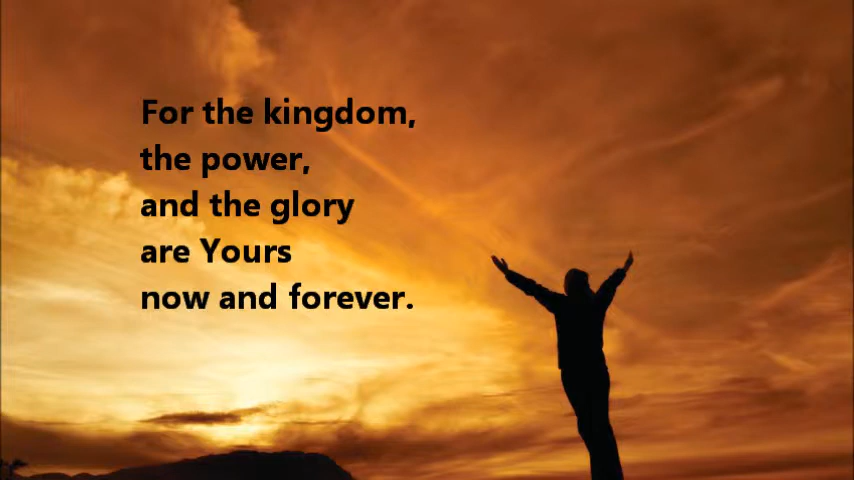 For the kingdom,
the power,
and the glory
are Yours
now and forever.